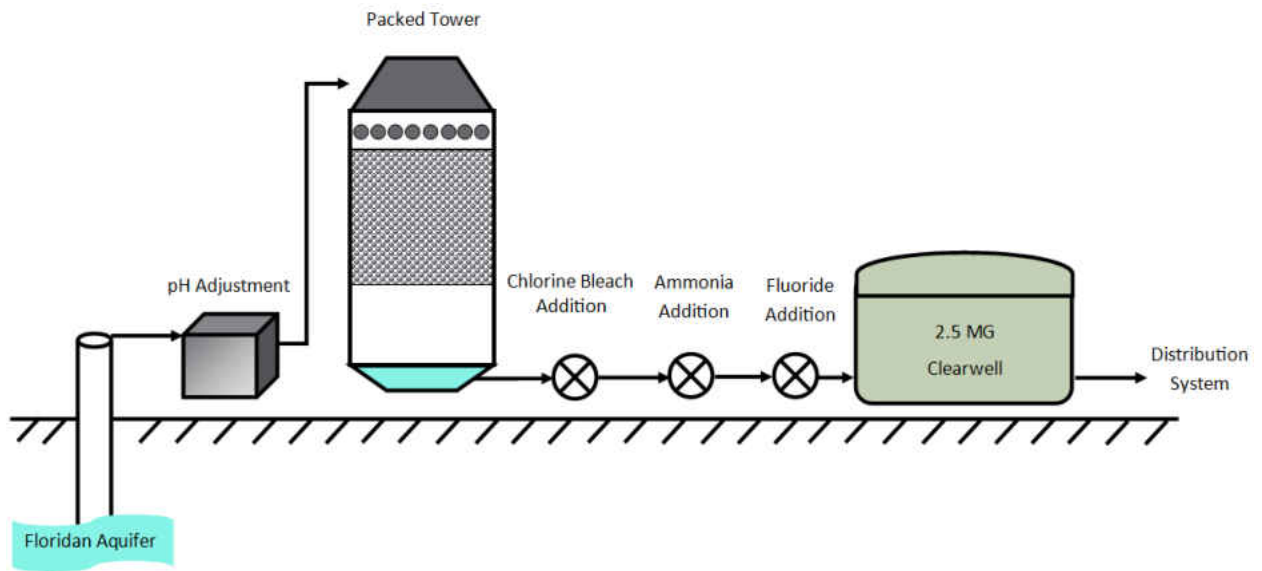 Packed Tower
pH Adjustment
Chlorine Bleach
Addition
Ammonia
Addition
Fluoride
Addition
2.5 MG
Clearwell
Distribution
System
Floridan Aquifer